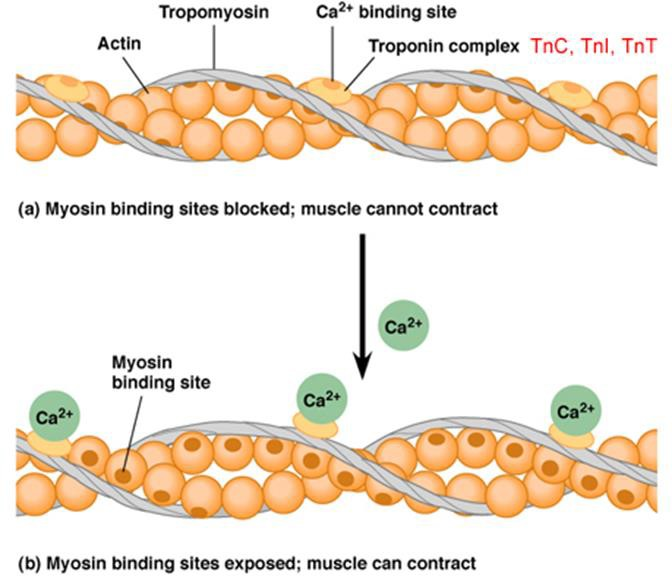 Tropomyosin
Ca²⁺ binding site
Actin
Troponin complex TnC, TnI, TnT
(a) Myosin binding sites blocked; muscle cannot contract
Ca²⁺
Myosin
binding site
Ca²⁺
Ca²⁺
Ca²⁺
(b) Myosin binding sites exposed; muscle can contract